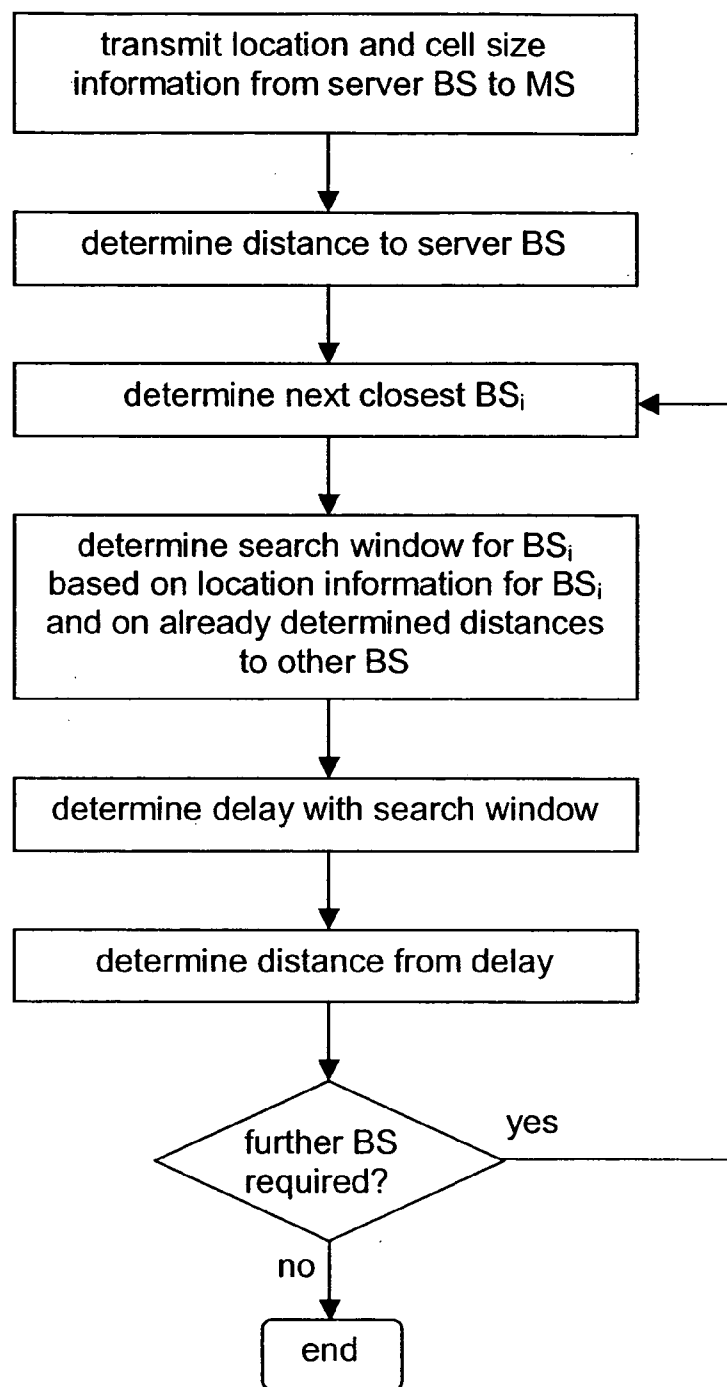 transmit location and cell size
information from server BS to MS
determine distance to server BS
determine next closest BSᵢ
determine search window for BSᵢ
based on location information for BSᵢ
and on already determined distances
to other BS
determine delay with search window
determine distance from delay
further BS
required?
yes
no
end